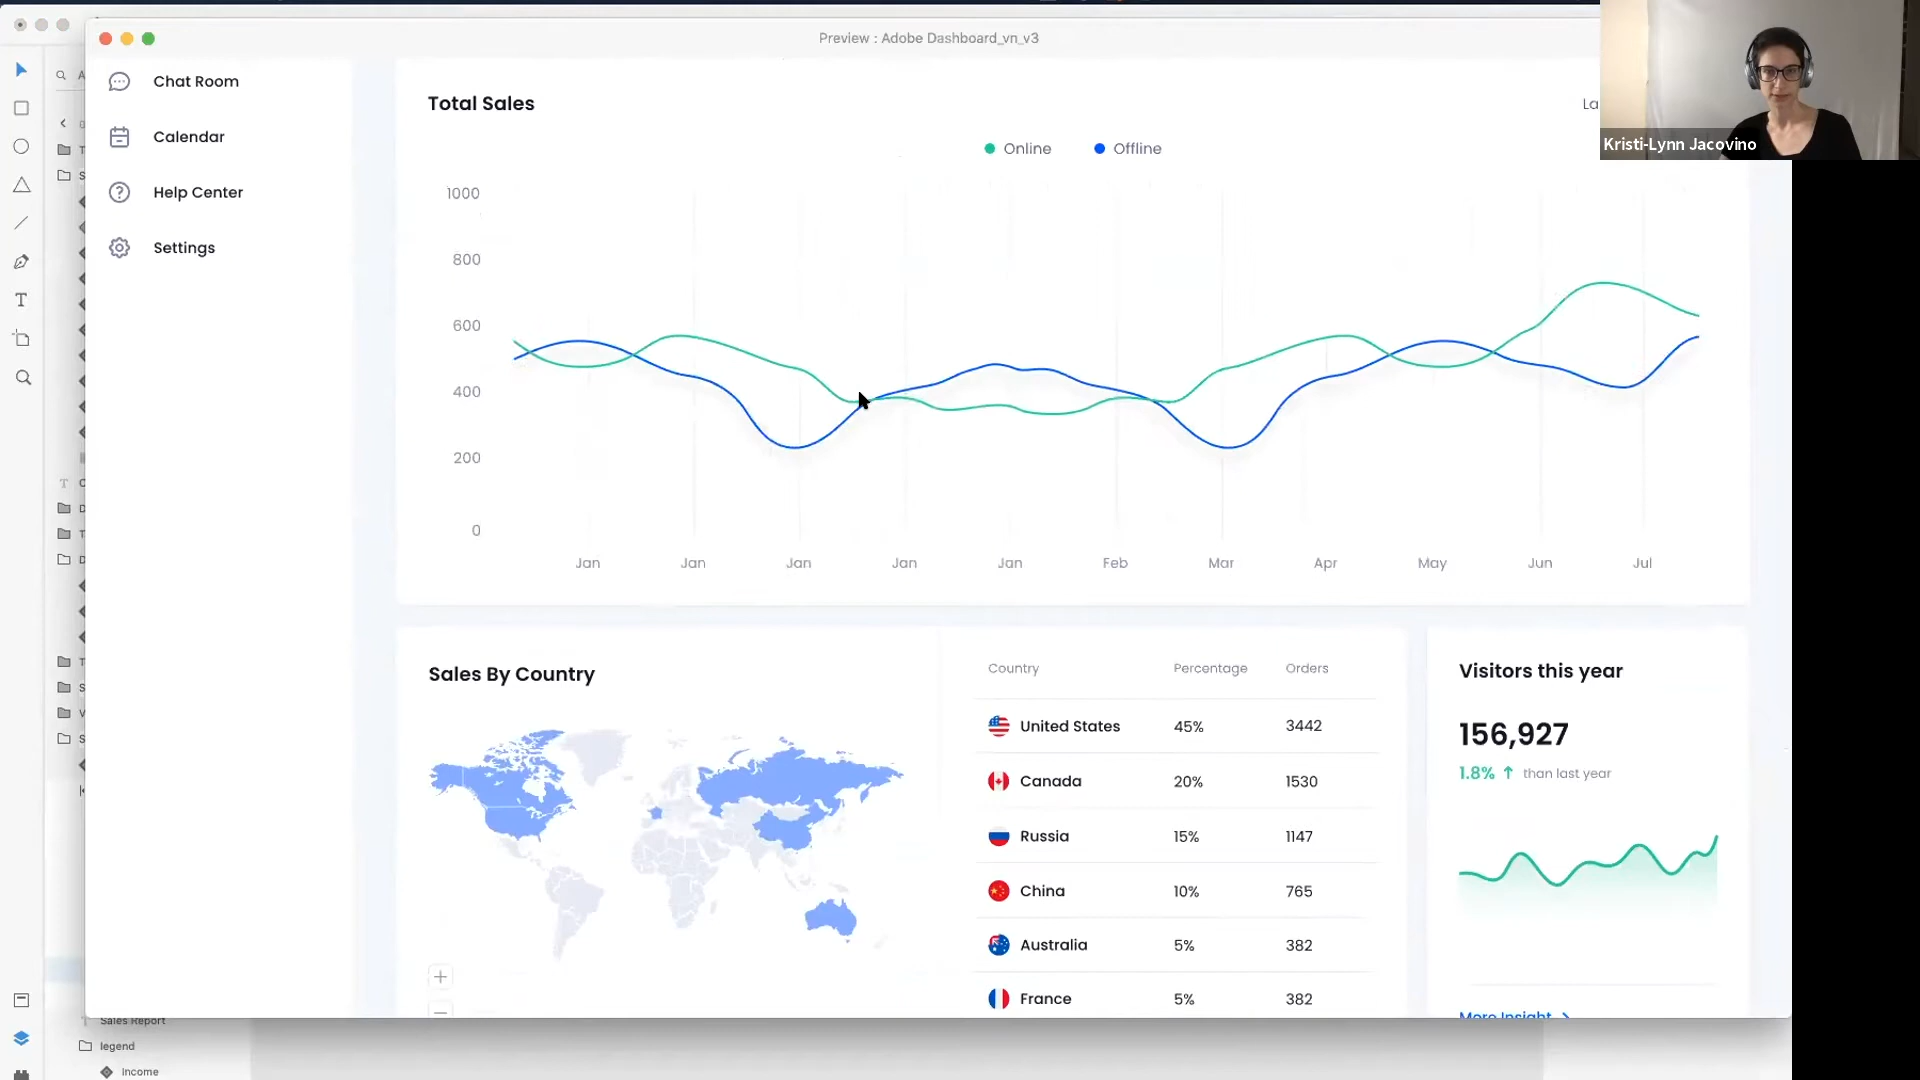 Preview : Adobe Dashboard_vn_v3
Kristi-Lynn Jacovino
Chat Room
Calendar
Help Center
Settings
Total Sales
La
Online
Offline
1000
800
600
400
200
0
Jan Jan Jan Jan Jan Feb Mar Apr May Jun Jul
Sales By Country
Country Percentage Orders
United States 45% 3442
Canada 20% 1530
Russia 15% 1147
China 10% 765
Australia 5% 382
France 5% 382
Visitors this year
156,927
1.8% ↑ than last year
More Insight >
+
−
Sales Report
legend
Income